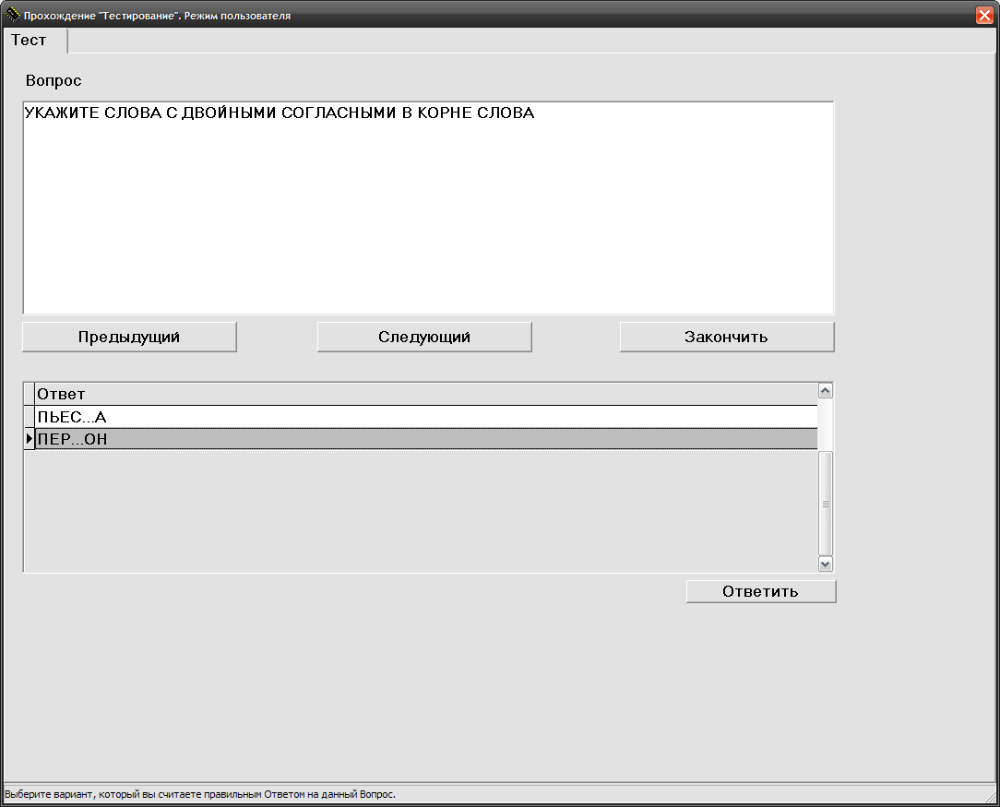 Прохождение "Тестирование". Режим пользователя
Тест
Вопрос
УКАЖИТЕ СЛОВА С ДВОЙНЫМИ СОГЛАСНЫМИ В КОРНЕ СЛОВА
Предыдущий Следующий Закончить
Ответ
ПЬЕС...А
ПЕР...ОН
Ответить
Выберите вариант, который вы считаете правильным Ответом на данный Вопрос.